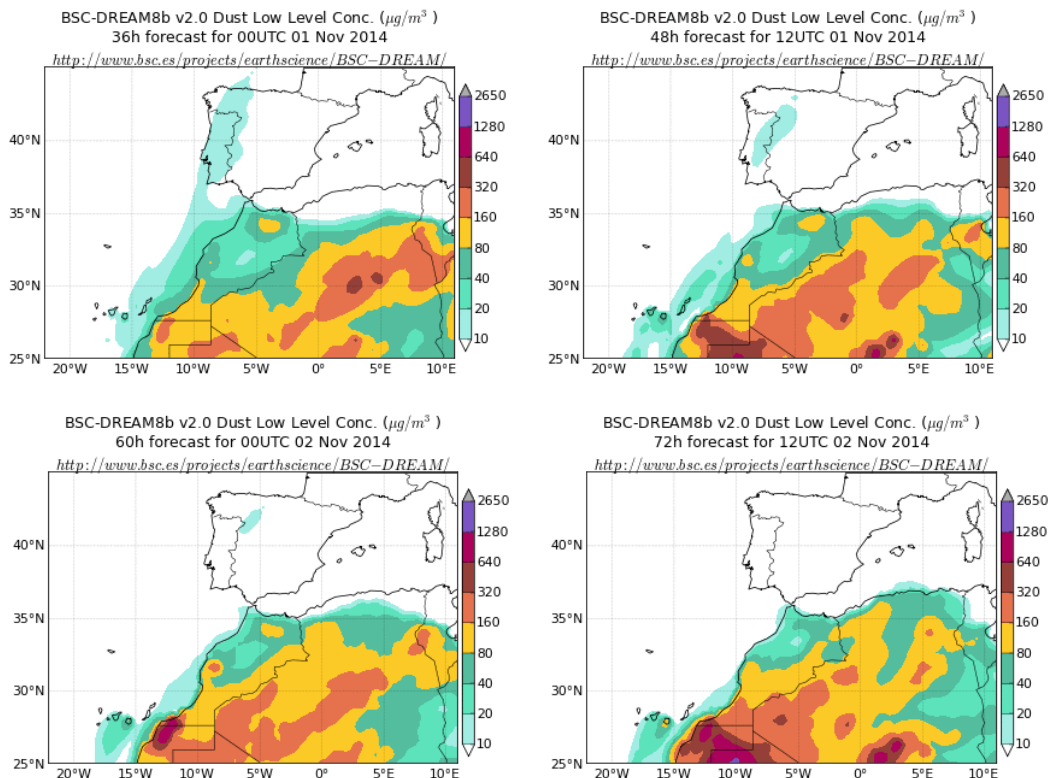 BSC-DREAM8b v2.0 Dust Low Level Conc. (μg/m³ )
36h forecast for 00UTC 01 Nov 2014
http://www.bsc.es/projects/earthscience/BSC−DREAM/
40°N
35°N
30°N
25°N
20°W 15°W 10°W 5°W 0° 5°E 10°E
2650
1280
640
320
160
80
40
20
10
BSC-DREAM8b v2.0 Dust Low Level Conc. (μg/m³ )
48h forecast for 12UTC 01 Nov 2014
http://www.bsc.es/projects/earthscience/BSC−DREAM/
40°N
35°N
30°N
25°N
20°W 15°W 10°W 5°W 0° 5°E 10°E
2650
1280
640
320
160
80
40
20
10
BSC-DREAM8b v2.0 Dust Low Level Conc. (μg/m³ )
60h forecast for 00UTC 02 Nov 2014
http://www.bsc.es/projects/earthscience/BSC−DREAM/
40°N
35°N
30°N
25°N
20°W 15°W 10°W 5°W 0° 5°E 10°E
2650
1280
640
320
160
80
40
20
10
BSC-DREAM8b v2.0 Dust Low Level Conc. (μg/m³ )
72h forecast for 12UTC 02 Nov 2014
http://www.bsc.es/projects/earthscience/BSC−DREAM/
40°N
35°N
30°N
25°N
20°W 15°W 10°W 5°W 0° 5°E 10°E
2650
1280
640
320
160
80
40
20
10